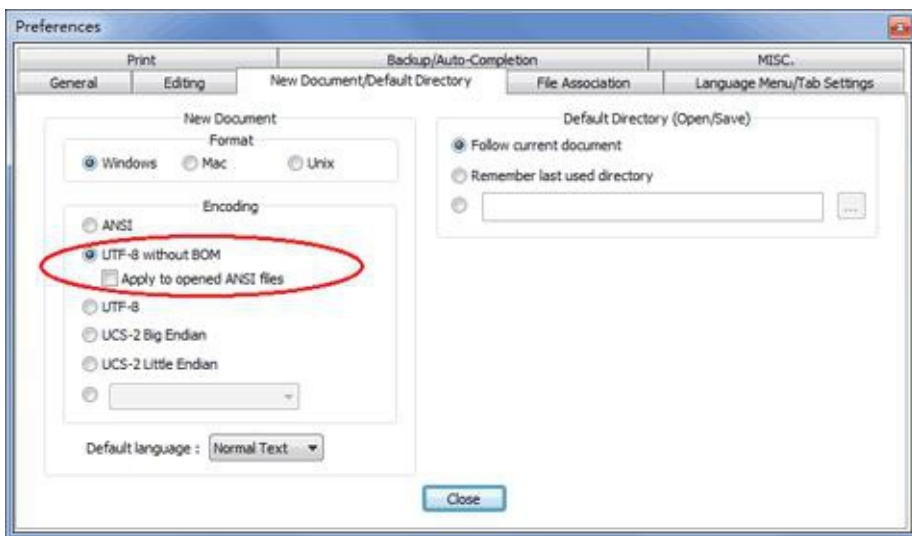 Preferences
Print Backup/Auto-Completion MISC.
General Editing New Document/Default Directory File Association Language Menu/Tab Settings
New Document
Format
Windows Mac Unix
Encoding
ANSI
UTF-8 without BOM
Apply to opened ANSI files
UTF-8
UCS-2 Big Endian
UCS-2 Little Endian
Default language : Normal Text
Default Directory (Open/Save)
Follow current document
Remember last used directory
...
Close